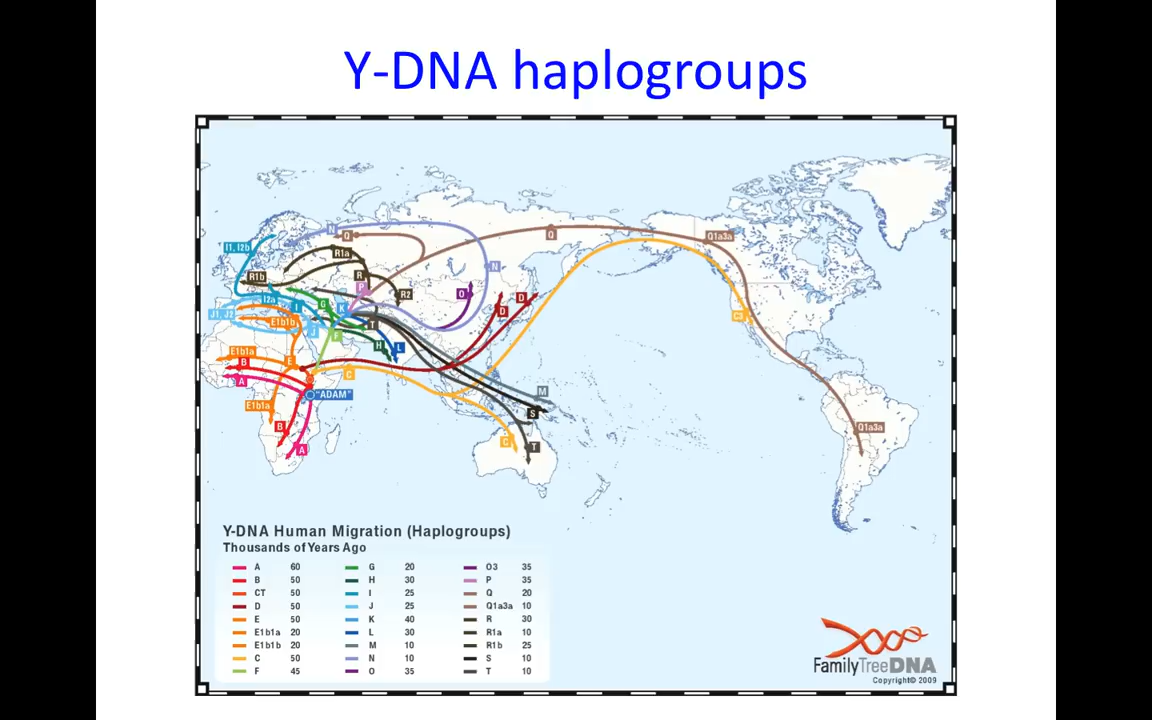 Y-DNA haplogroups
I1, I2b
N
Q
Q
Q1a3a
R1a
R1b
R
N
P
R2
O
D
D
I2a
I
G
K
J1, J2
E1b1b
J
T
C3
F
H
L
E1b1a
B
E
A
C
"ADAM"
E1b1a
M
S
B
A
C
T
Q1a3a
Y-DNA Human Migration (Haplogroups)
Thousands of Years Ago
A 60 G 20 O3 35
B 50 H 30 P 35
CT 50 I 25 Q 20
D 50 J 25 Q1a3a 10
E 50 K 40 R 30
E1b1a 20 L 30 R1a 10
E1b1b 20 M 10 R1b 25
C 50 N 10 S 10
F 45 O 35 T 10
FamilyTreeDNA
Copyright© 2009